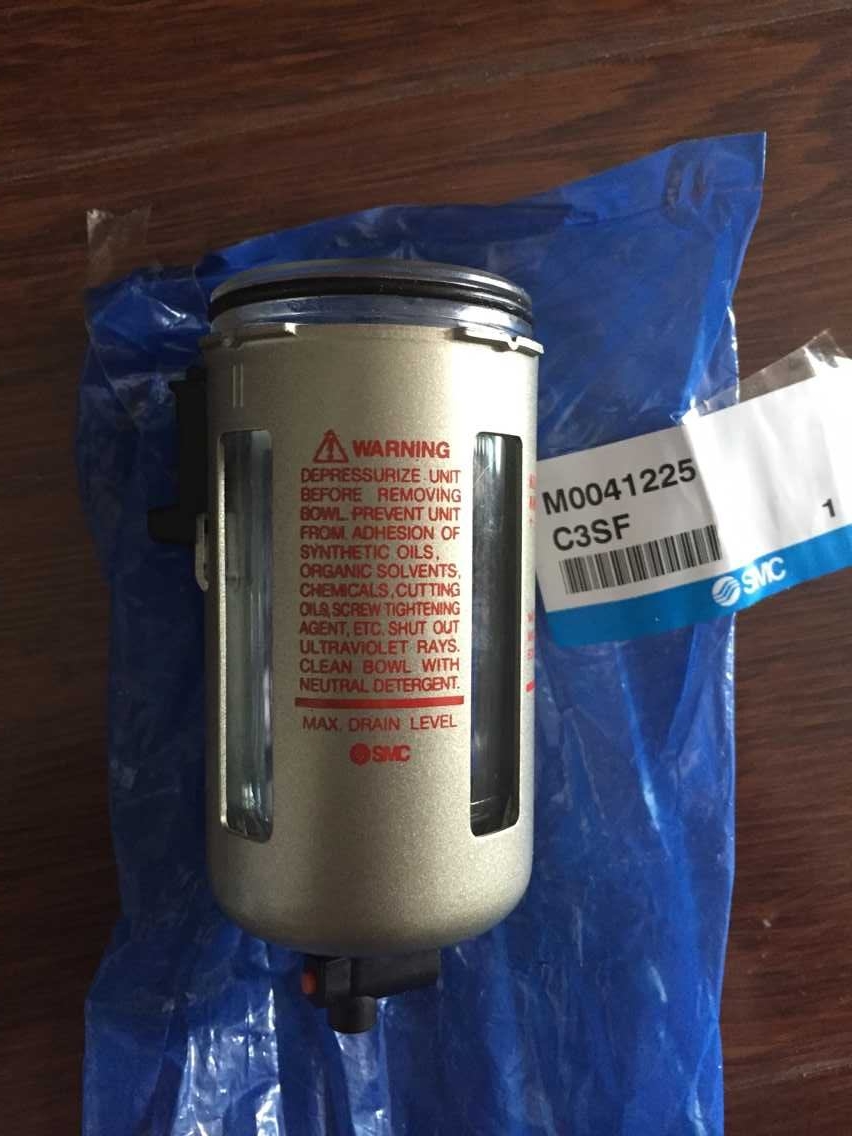 WARNING
DEPRESSURIZE UNIT
BEFORE REMOVING
BOWL. PREVENT UNIT
FROM ADHESION OF
SYNTHETIC OILS,
ORGANIC SOLVENTS,
CHEMICALS, CUTTING
OILS, SCREW TIGHTENING
AGENT, ETC. SHUT OUT
ULTRAVIOLET RAYS.
CLEAN BOWL WITH
NEUTRAL DETERGENT.
MAX. DRAIN LEVEL
SMC
M0041225
C3SF
1
SMC